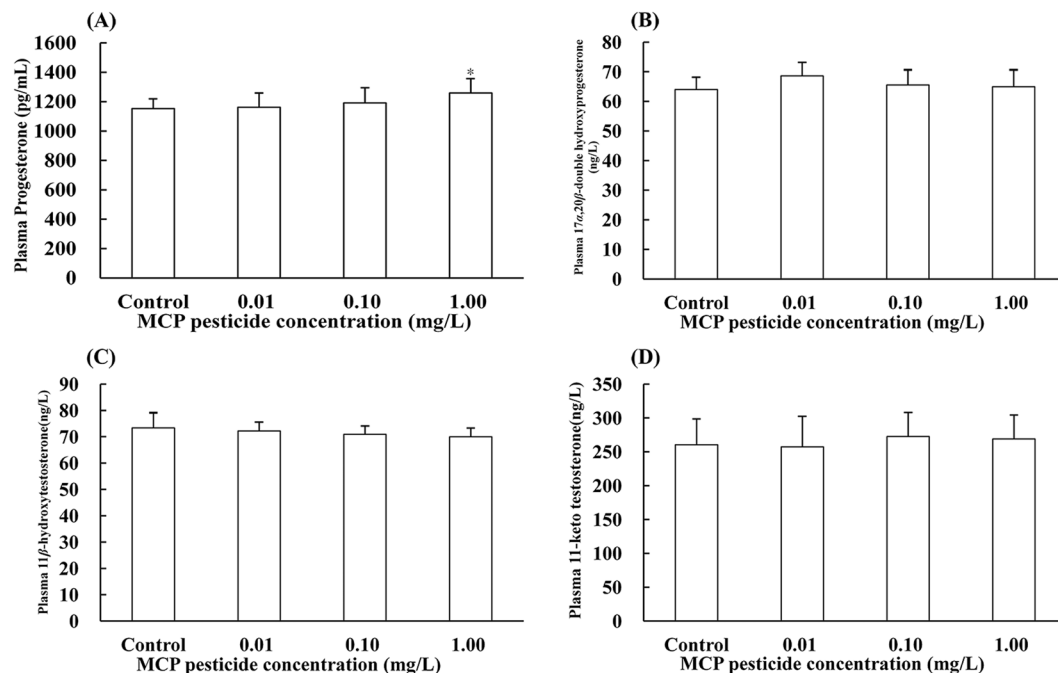 (A)
Plasma Progesterone (pg/mL)
1600
1400
1200
1000
800
600
400
200
0
*
Control 0.01 0.10 1.00
MCP pesticide concentration (mg/L)
(B)
Plasma 17α,20β-double hydroxyprogesterone
(ng/L)
80
70
60
50
40
30
20
10
0
Control 0.01 0.10 1.00
MCP pesticide concentration (mg/L)
(C)
Plasma 11β-hydroxytestosterone(ng/L)
90
80
70
60
50
40
30
20
10
0
Control 0.01 0.10 1.00
MCP pesticide concentration (mg/L)
(D)
Plasma 11-keto testosterone(ng/L)
350
300
250
200
150
100
50
0
Control 0.01 0.10 1.00
MCP pesticide concentration (mg/L)